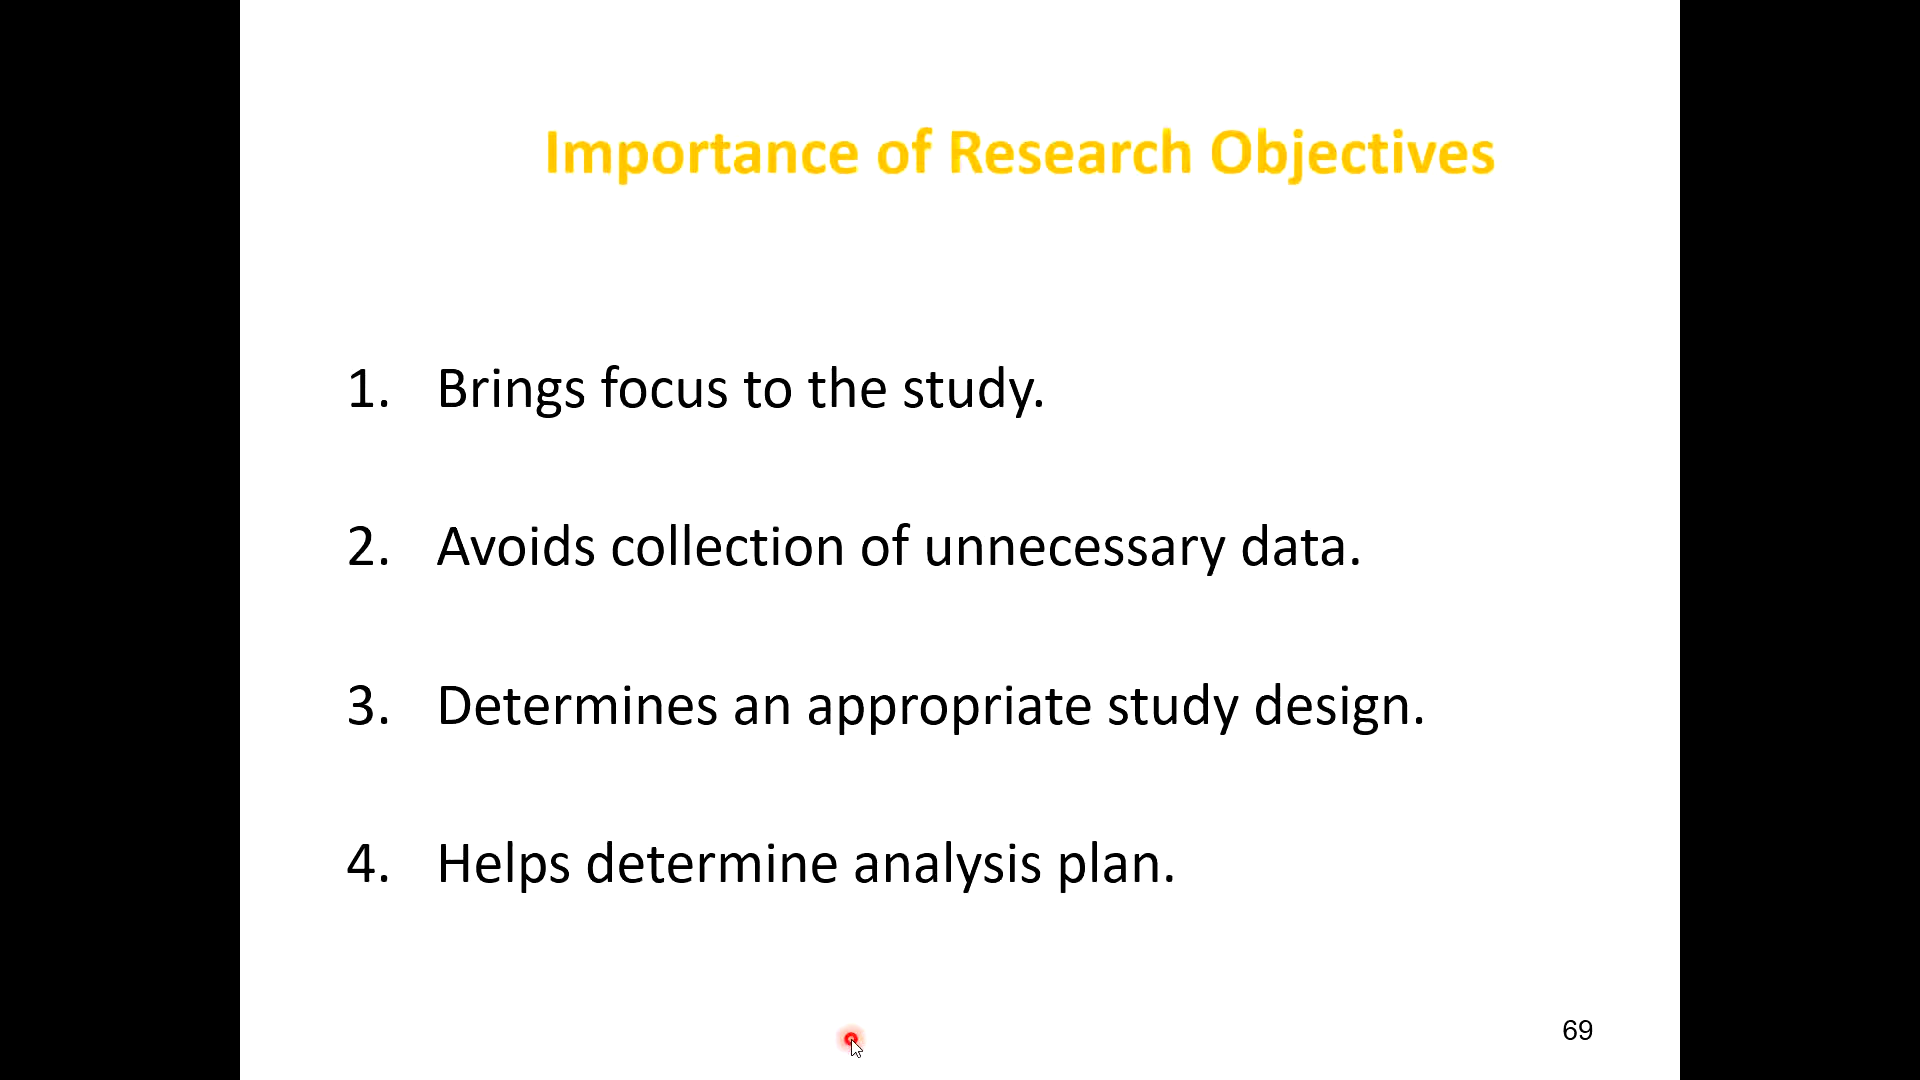 Importance of Research Objectives
1. Brings focus to the study.
2. Avoids collection of unnecessary data.
3. Determines an appropriate study design.
4. Helps determine analysis plan.
69